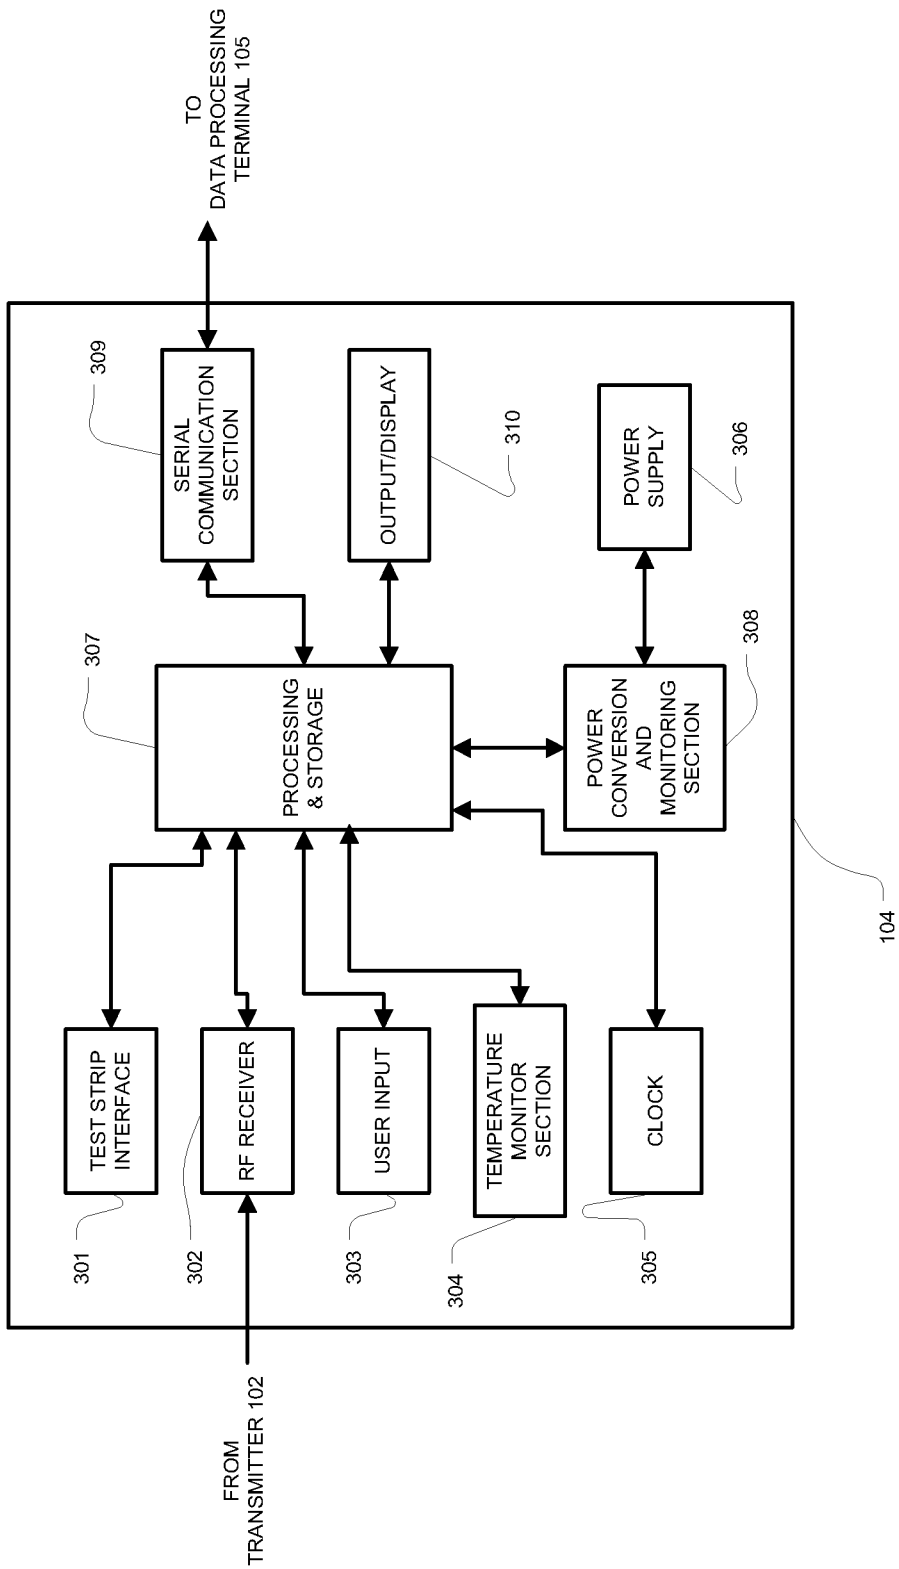 TEST STRIP
INTERFACE
301
RF RECEIVER
302
FROM
TRANSMITTER 102
USER INPUT
303
TEMPERATURE
MONITOR
SECTION
304
CLOCK
305
PROCESSING
& STORAGE
307
POWER
CONVERSION
AND
MONITORING
SECTION
308
SERIAL
COMMUNICATION
SECTION
309
TO
DATA PROCESSING
TERMINAL 105
OUTPUT/DISPLAY
310
POWER
SUPPLY
306
104